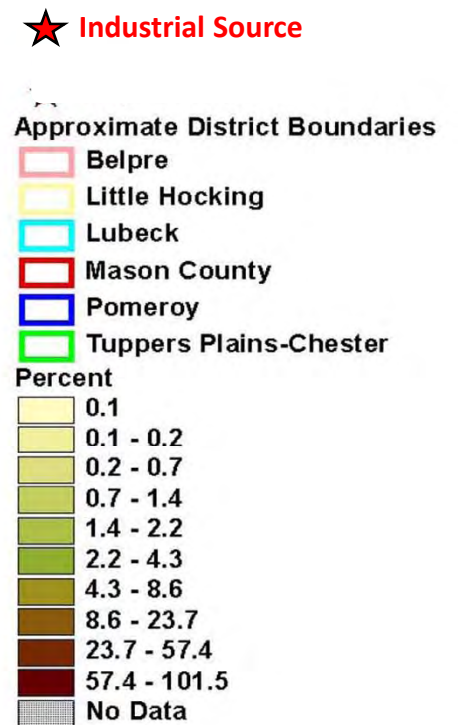 Industrial Source
Approximate District Boundaries
Belpre
Little Hocking
Lubeck
Mason County
Pomeroy
Tuppers Plains-Chester
Percent
0.1
0.1 - 0.2
0.2 - 0.7
0.7 - 1.4
1.4 - 2.2
2.2 - 4.3
4.3 - 8.6
8.6 - 23.7
23.7 - 57.4
57.4 - 101.5
No Data